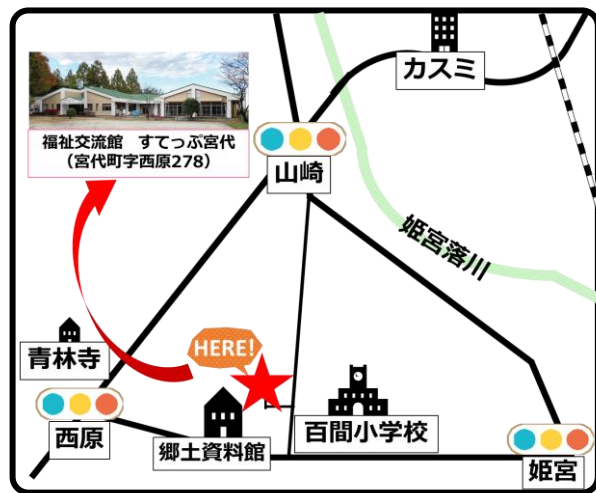 カスミ
福祉交流館　すてっぷ宮代
（宮代町字西原278）
山崎
姫宮落川
HERE!
青林寺
西原
郷土資料館
百間小学校
姫宮